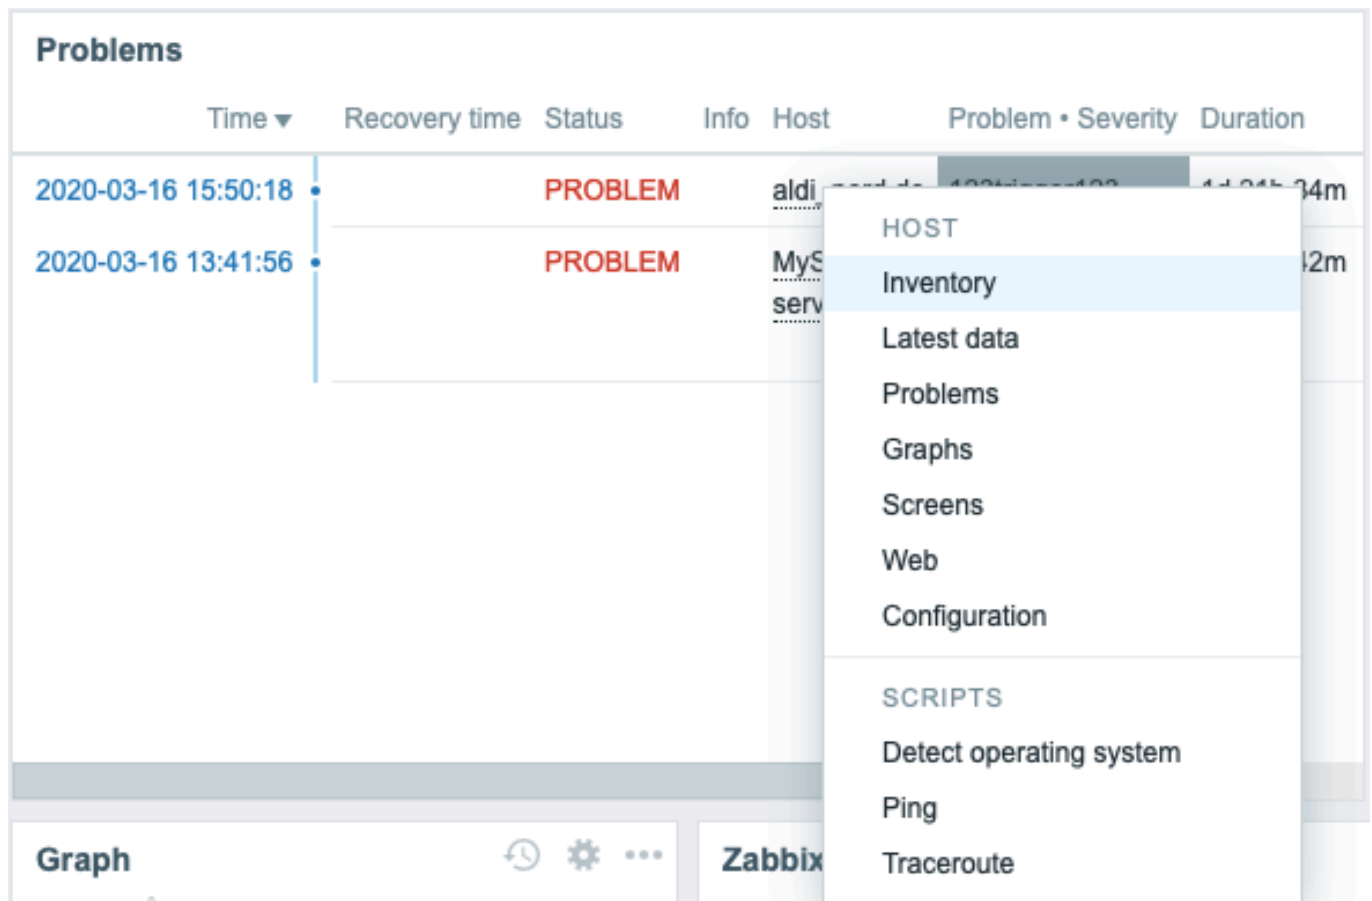 Problems
Time ▼ Recovery time Status Info Host Problem • Severity Duration
2020-03-16 15:50:18 PROBLEM 34m
2020-03-16 13:41:56 PROBLEM 42m
HOST
Inventory
Latest data
Problems
Graphs
Screens
Web
Configuration
SCRIPTS
Detect operating system
Ping
Traceroute
Graph
Zabbix